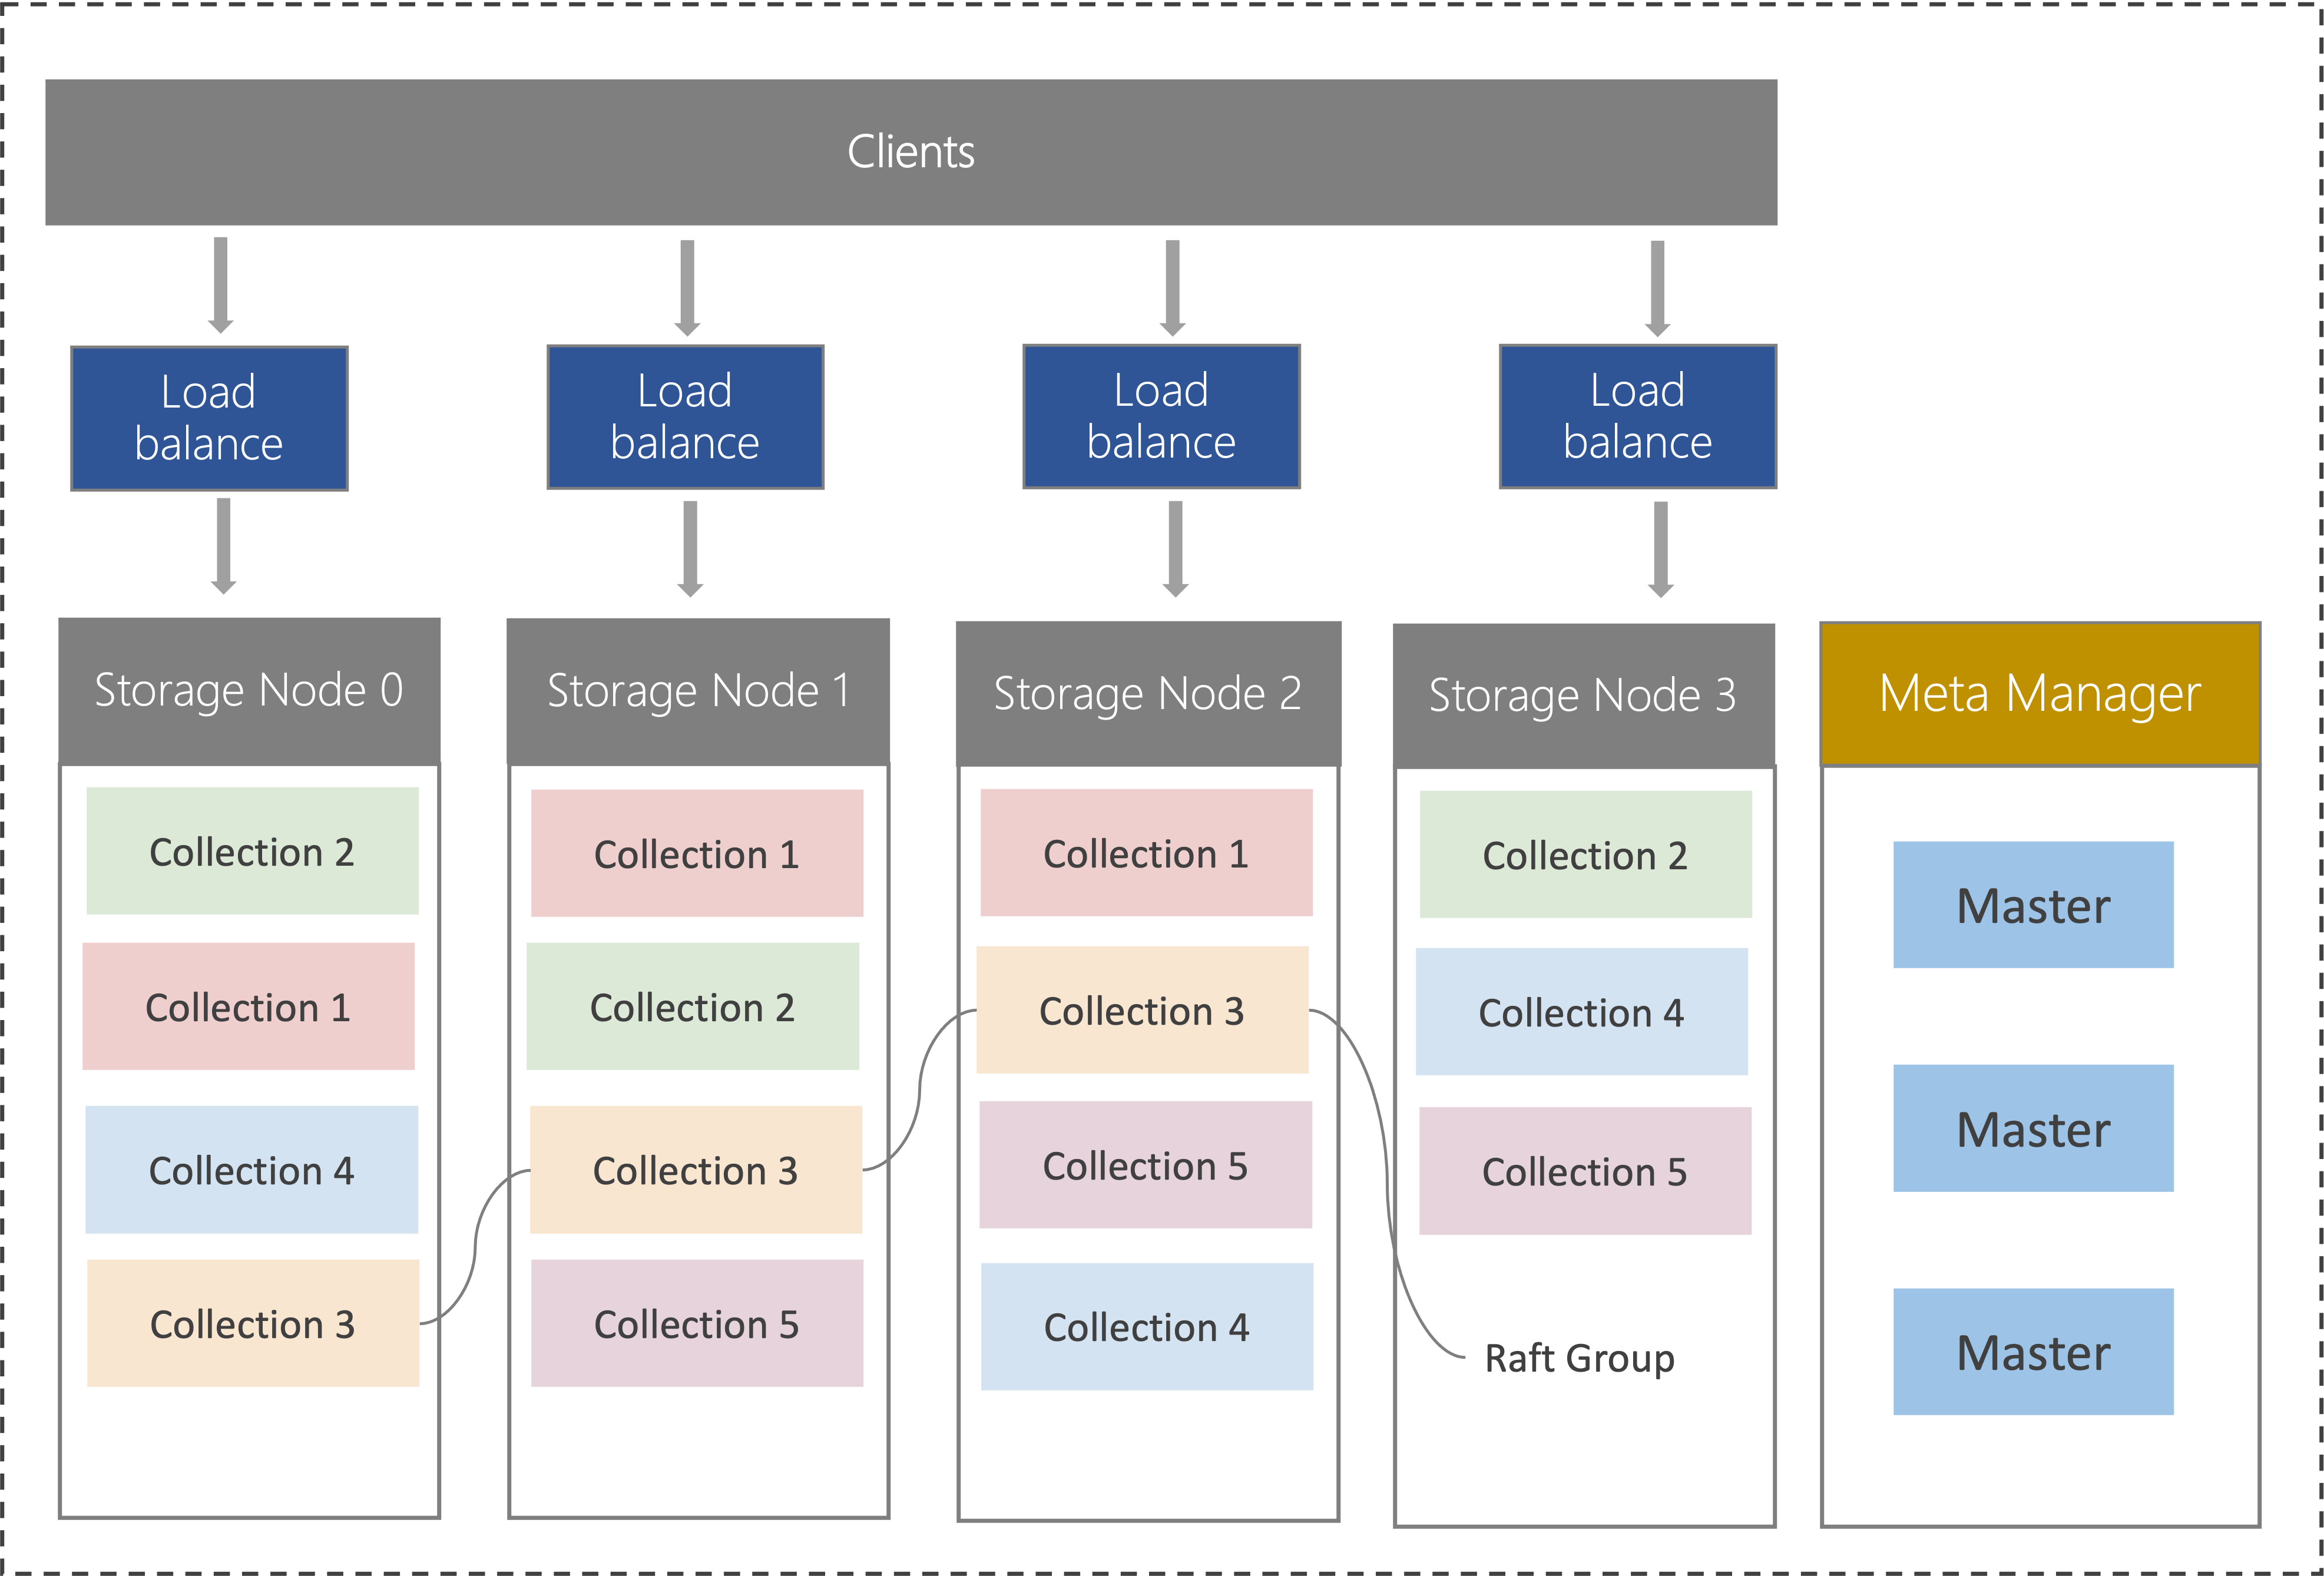 Clients
Load
balance
Load
balance
Load
balance
Load
balance
Storage Node 0
Collection 2
Collection 1
Collection 4
Collection 3
Storage Node 1
Collection 1
Collection 2
Collection 3
Collection 5
Storage Node 2
Collection 1
Collection 3
Collection 5
Collection 4
Storage Node 3
Collection 2
Collection 4
Collection 5
Raft Group
Meta Manager
Master
Master
Master